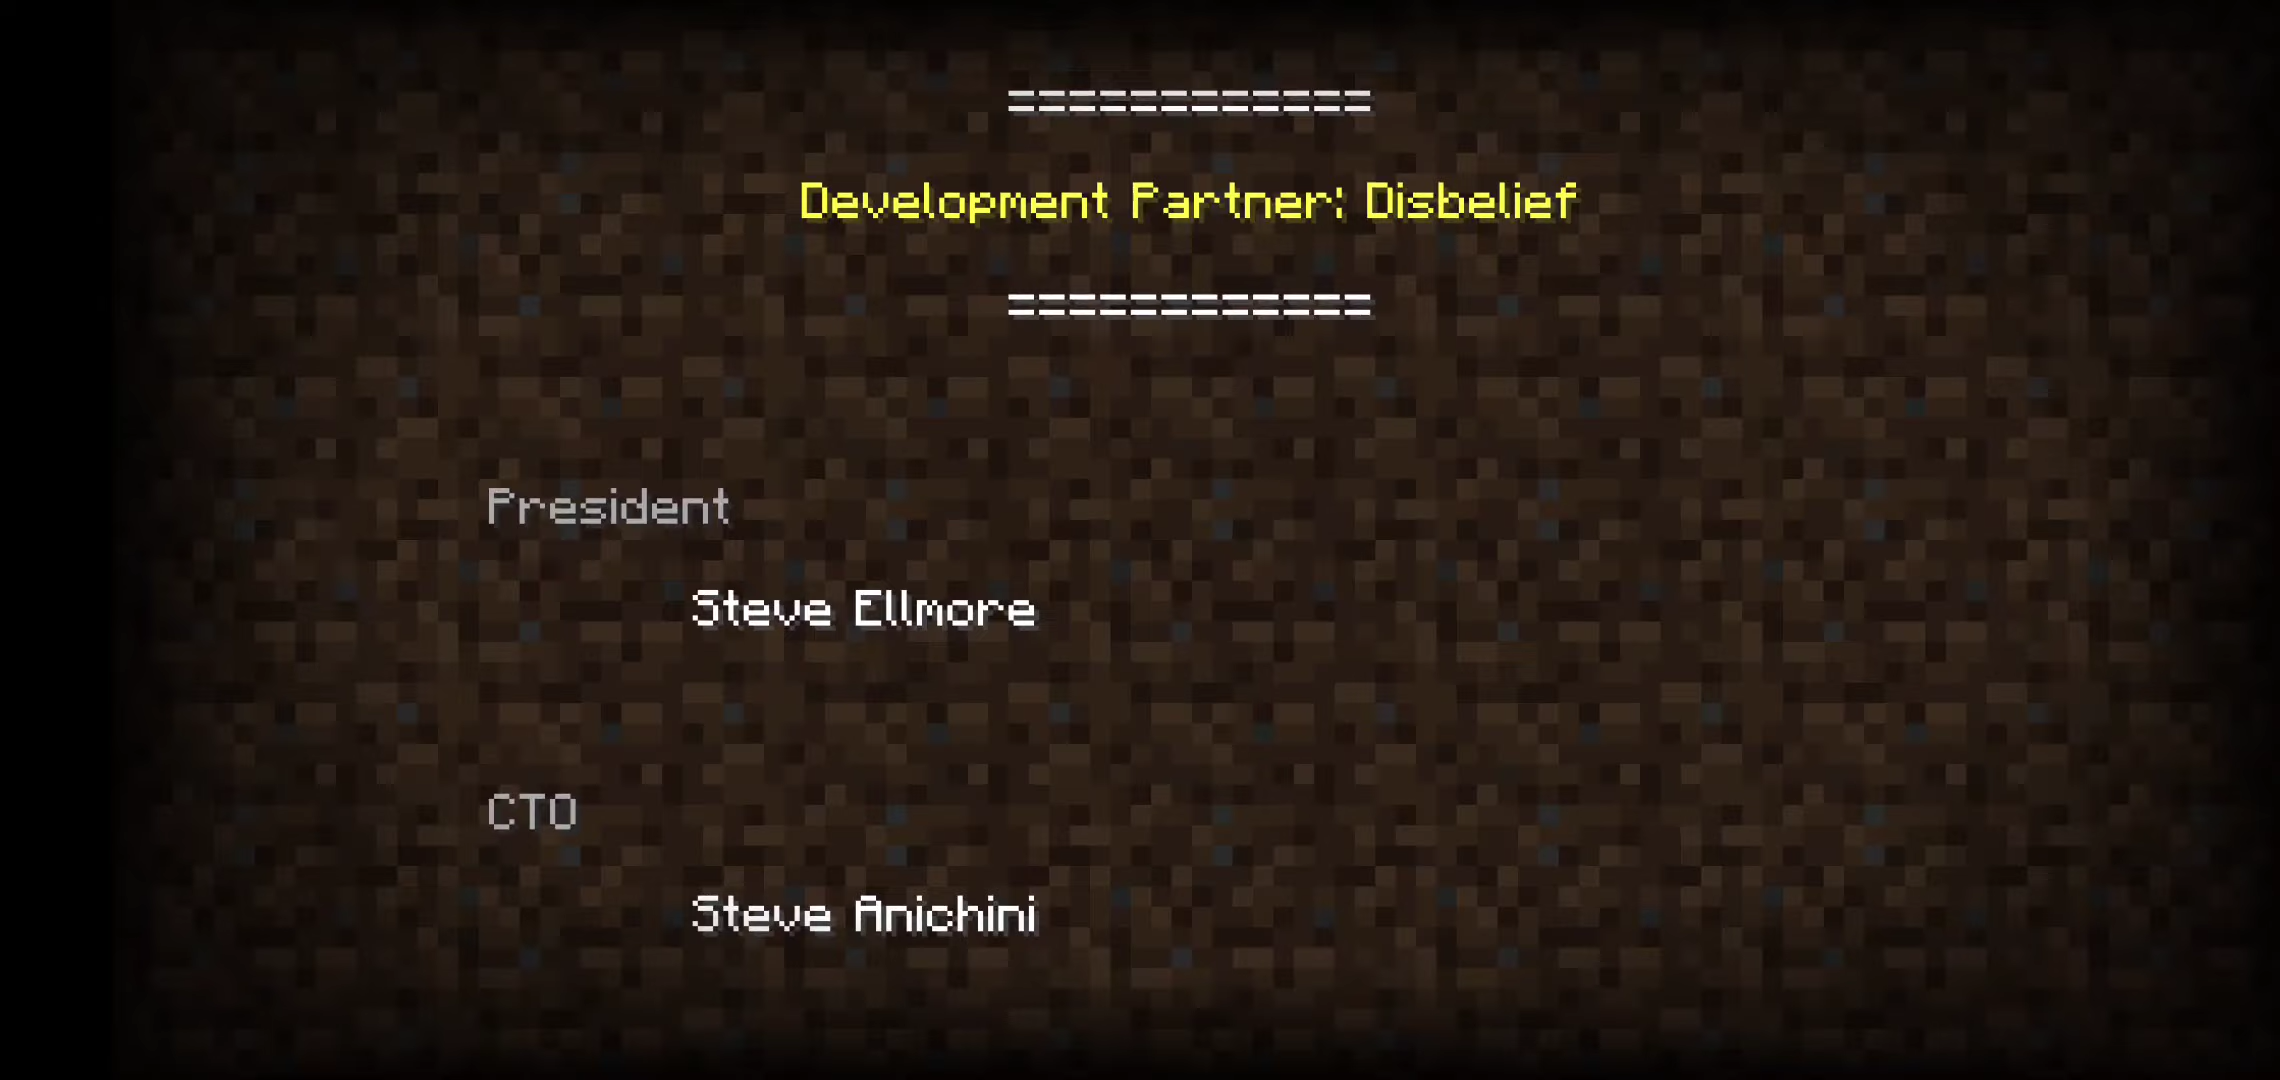 ============
Development Partner: Disbelief
============
President
Steve Ellmore
CTO
Steve Anichini